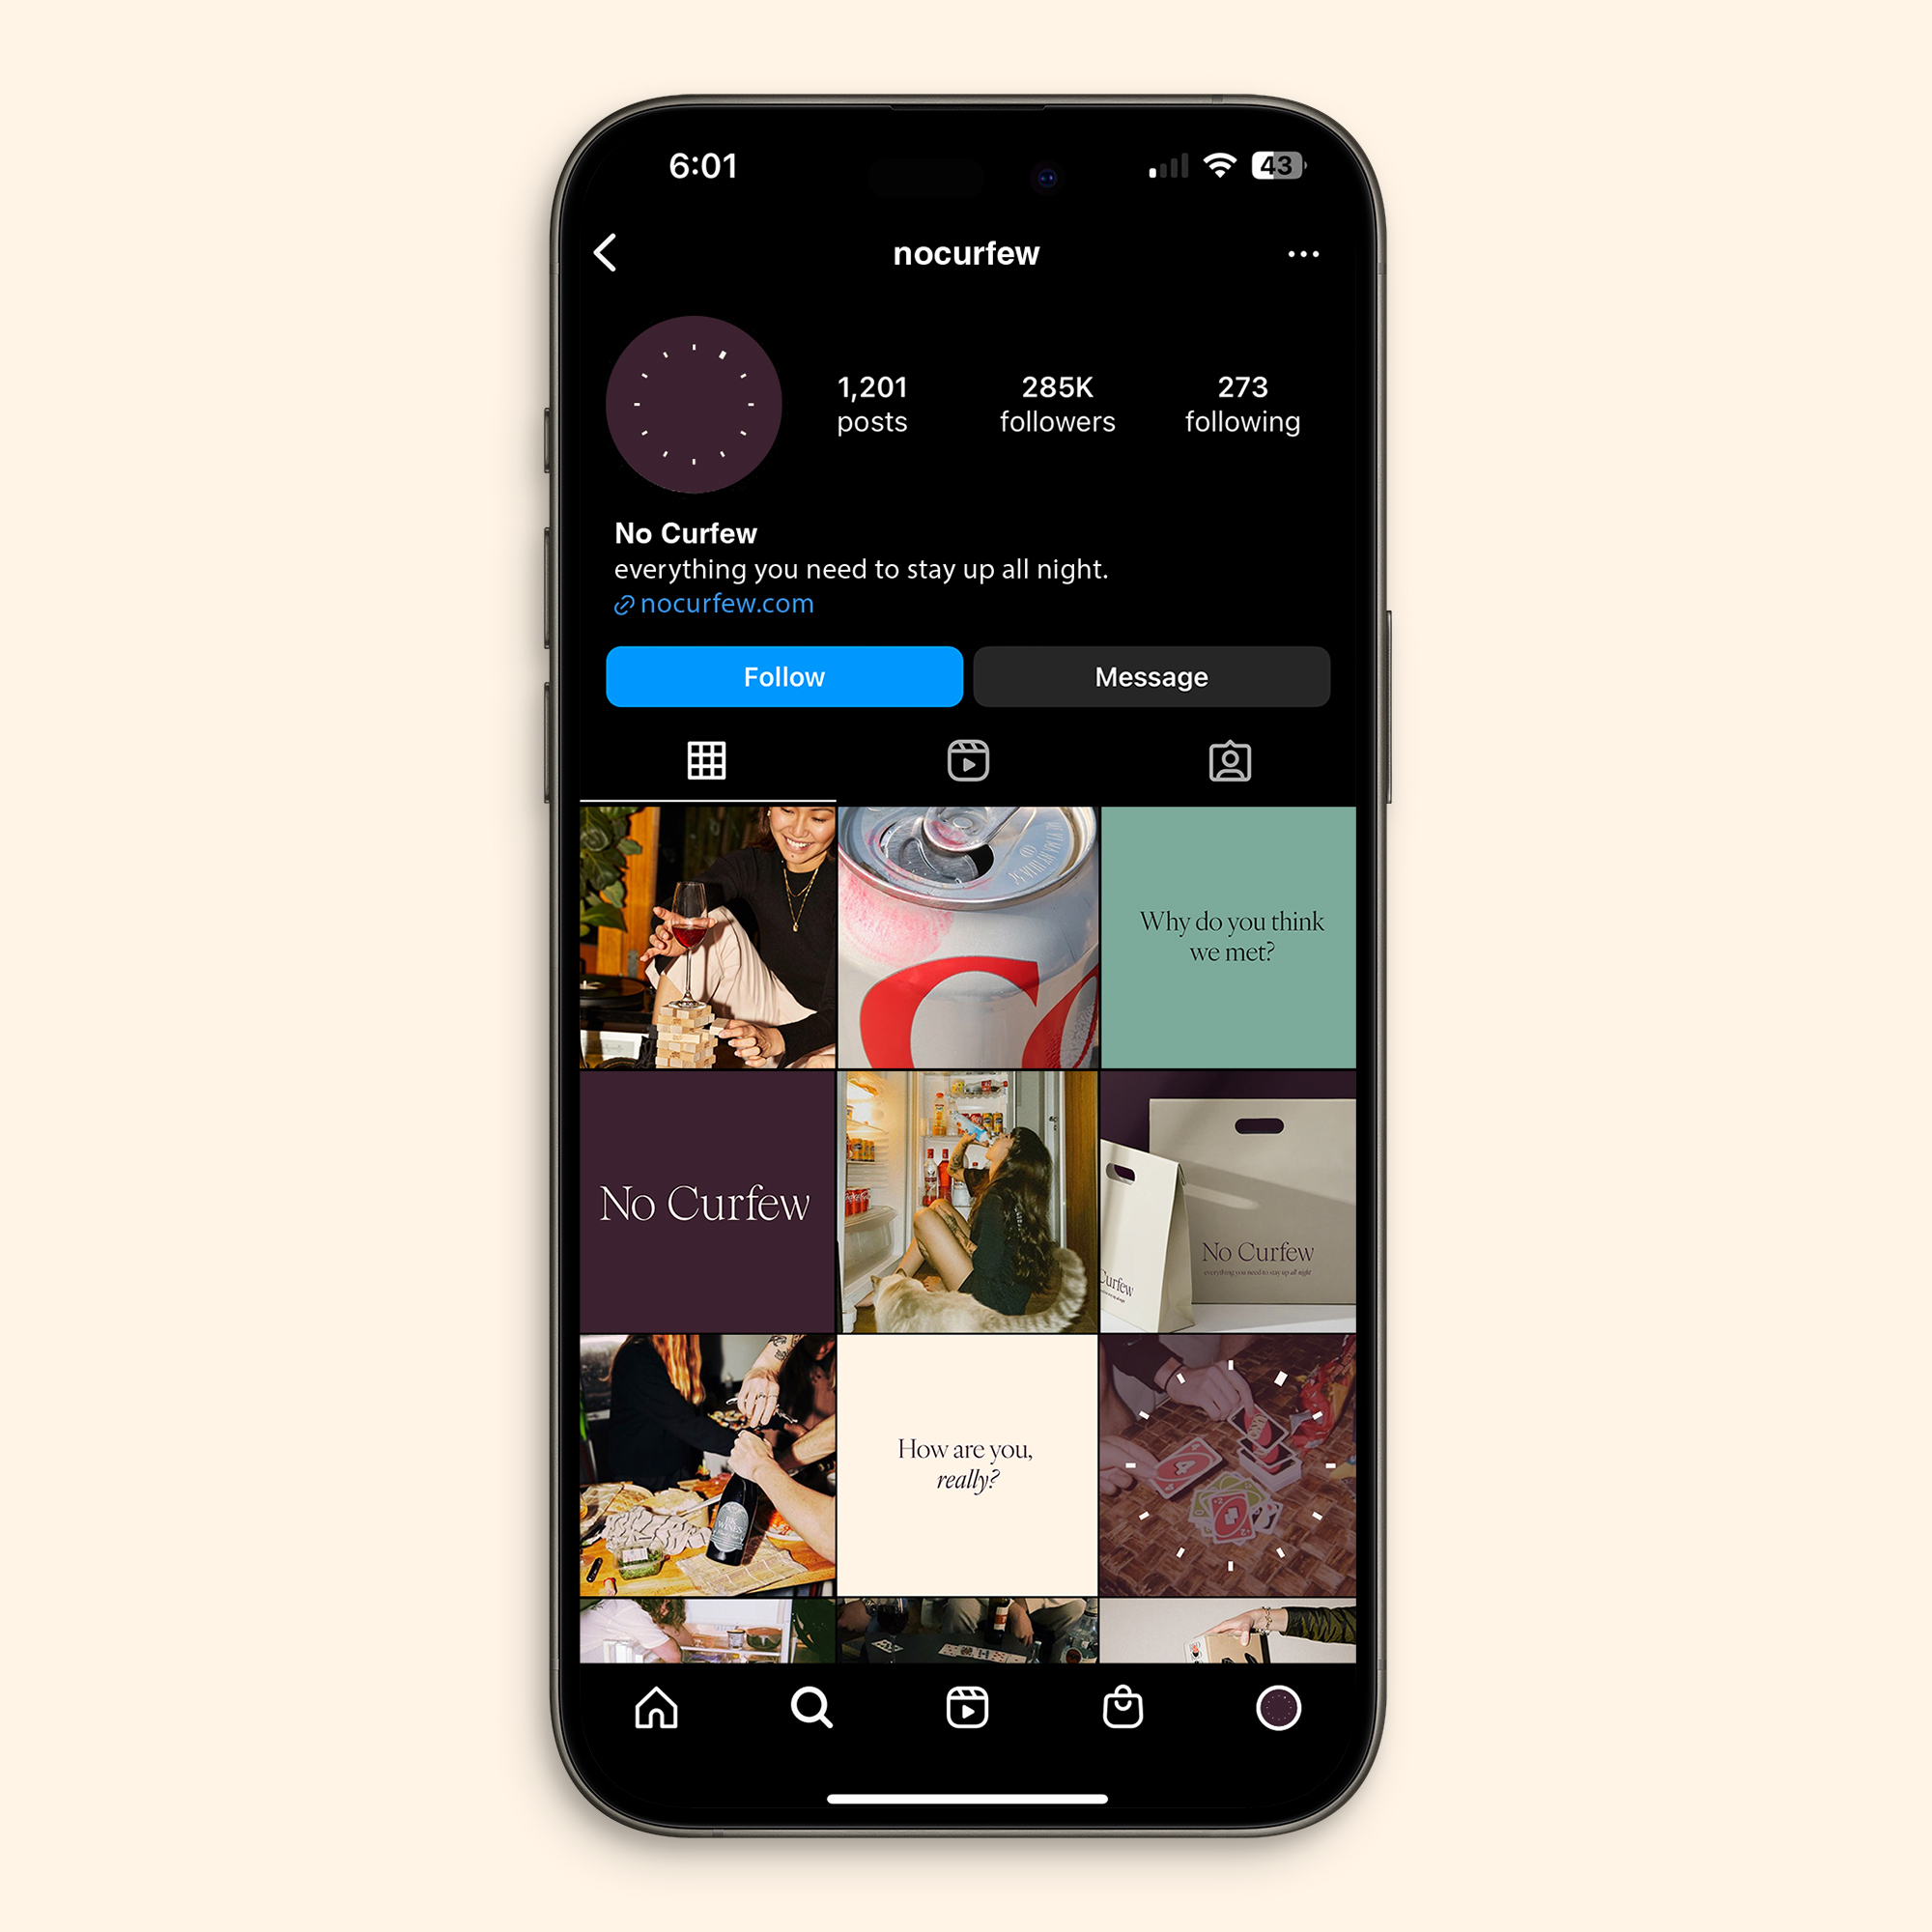 6:01
43
nocurfew
1,201
posts
285K
followers
273
following
No Curfew
everything you need to stay up all night.
nocurfew.com
Follow
Message
Why do you think
we met?
No Curfew
No Curfew
everything you need to stay up all night
Curfew
How are you,
really?